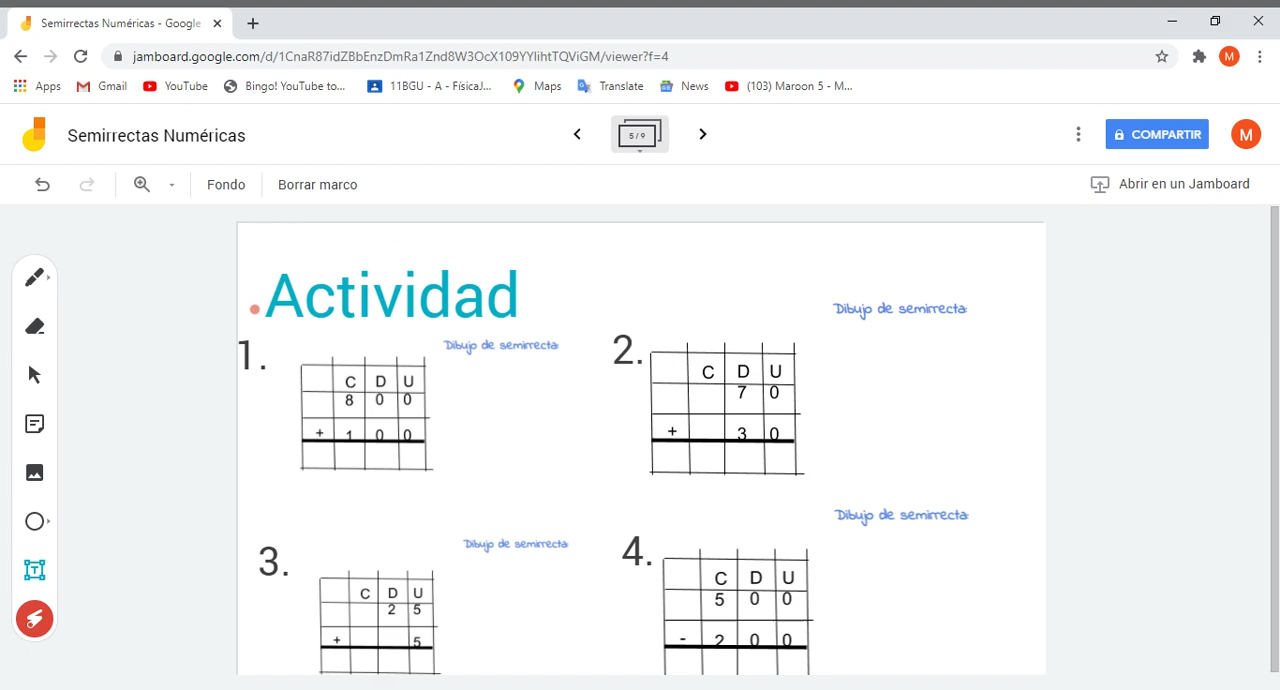 Semirrectas Numéricas - Google
jamboard.google.com/d/1CnaR87idZBbEnzDmRa1Znd8W3OcX109YYlihtTQViGM/viewer?f=4
M
Apps Gmail YouTube Bingo! YouTube to... 11BGU - A - FísicaJ... Maps Translate News (103) Maroon 5 - M...
Semirrectas Numéricas
5 / 9
COMPARTIR
M
Fondo Borrar marco
Abrir en un Jamboard
Actividad
Dibujo de semirrecta:
1.
Dibujo de semirrecta:
C D U
8 0 0
+ 1 0 0
2.
C D U
7 0
+ 3 0
3.
Dibujo de semirrecta:
C D U
2 5
+ 5
4.
Dibujo de semirrecta:
C D U
5 0 0
- 2 0 0